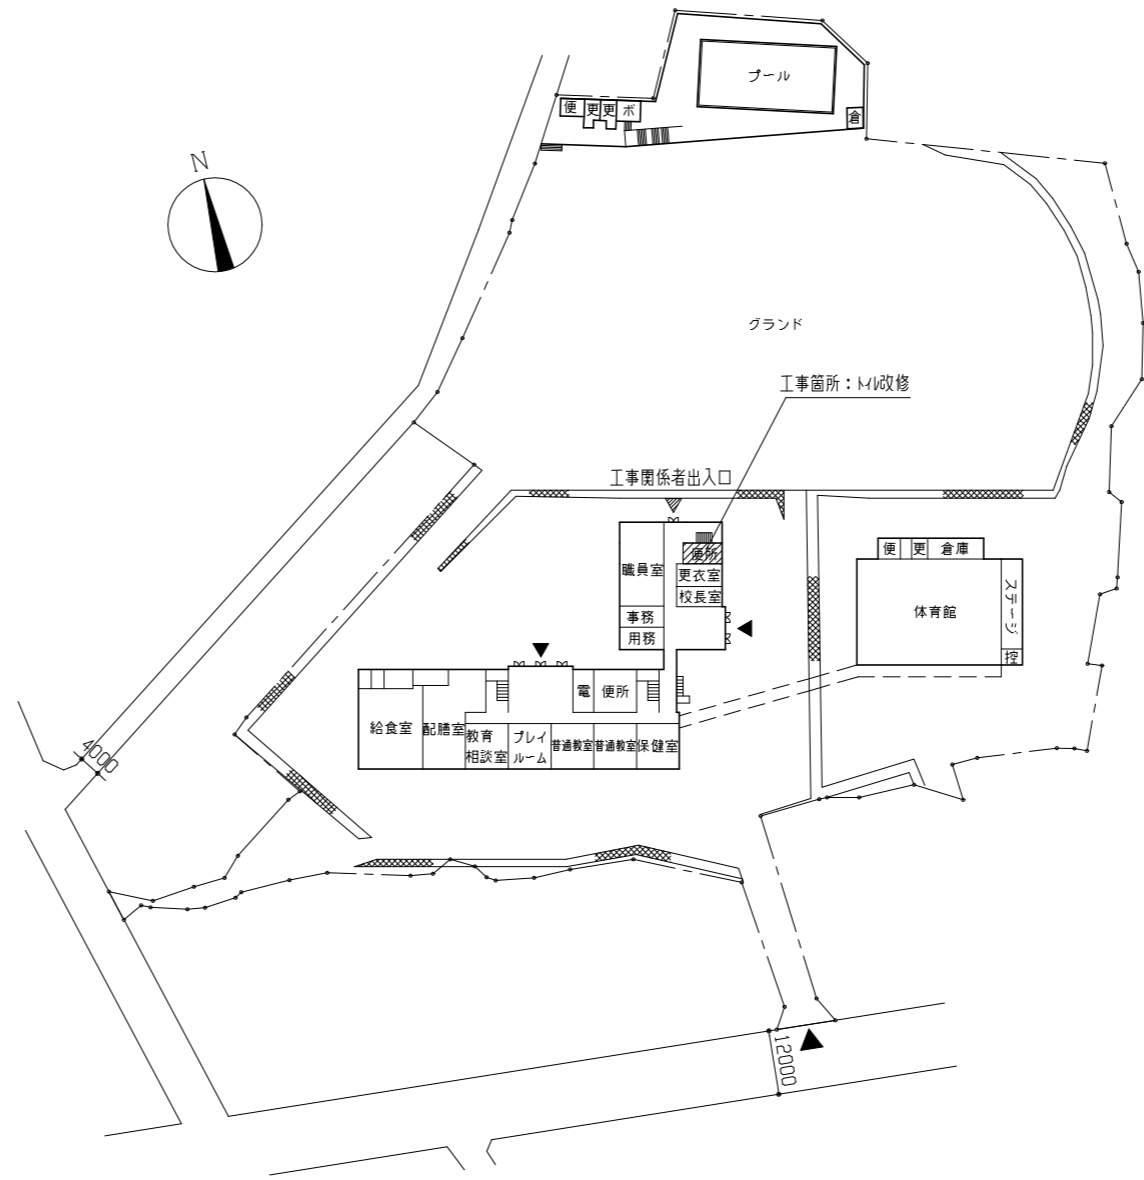 プール
便 更 更 ボ
倉
N
グランド
工事箇所：トイレ改修
工事関係者出入口
便所
職員室
更衣室
校長室
事務
用務
便 更 倉庫
体育館
ステージ
控
電 便所
給食室
配膳室
教育
相談室
プレイ
ルーム
普通教室
普通教室
保健室
4000
12000